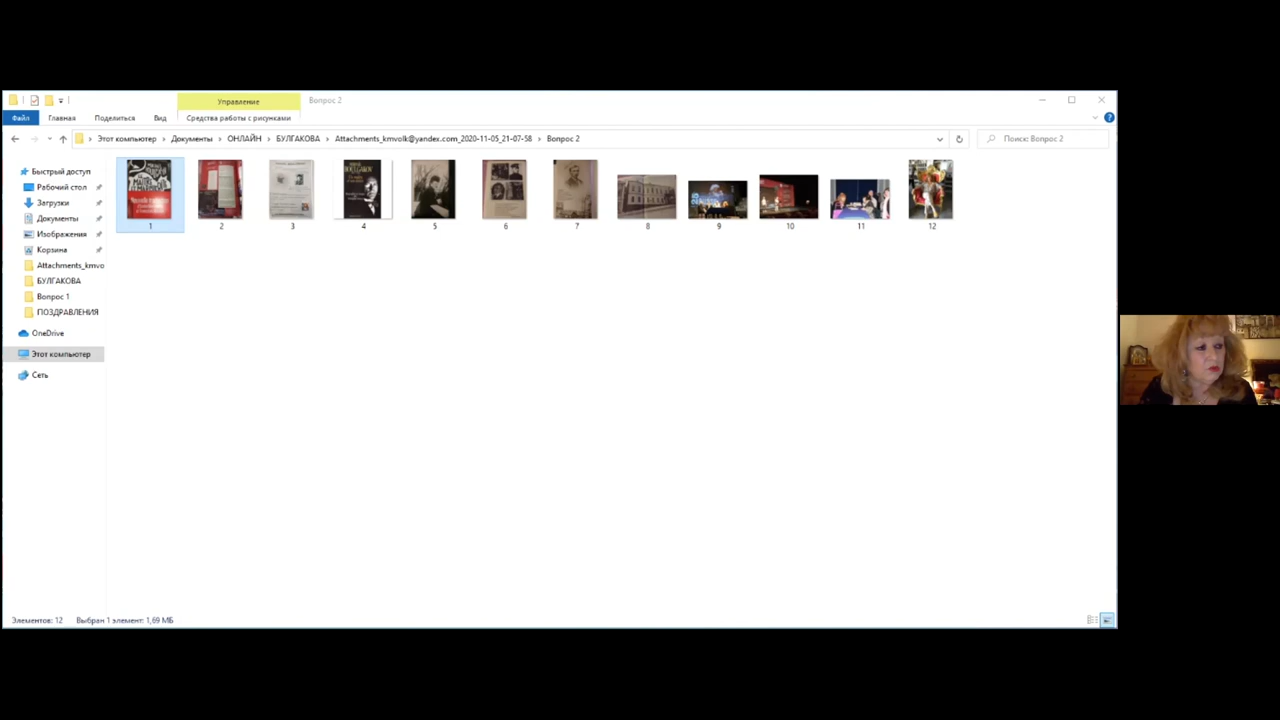 Управление
Вопрос 2
Файл
Главная
Поделиться
Вид
Средства работы с рисунками
Этот компьютер > Документы > ОНЛАЙН > БУЛГАКОВА > Attachments_kmvolk@yandex.com_2020-11-05_21-07-58 > Вопрос 2
Поиск: Вопрос 2
Быстрый доступ
Рабочий стол
Загрузки
Документы
Изображения
Корзина
Attachments_kmvo
БУЛГАКОВА
Вопрос 1
ПОЗДРАВЛЕНИЯ
OneDrive
Этот компьютер
Сеть
1
2
3
4
5
6
7
8
9
10
11
12
Элементов: 12
Выбран 1 элемент: 1,69 МБ